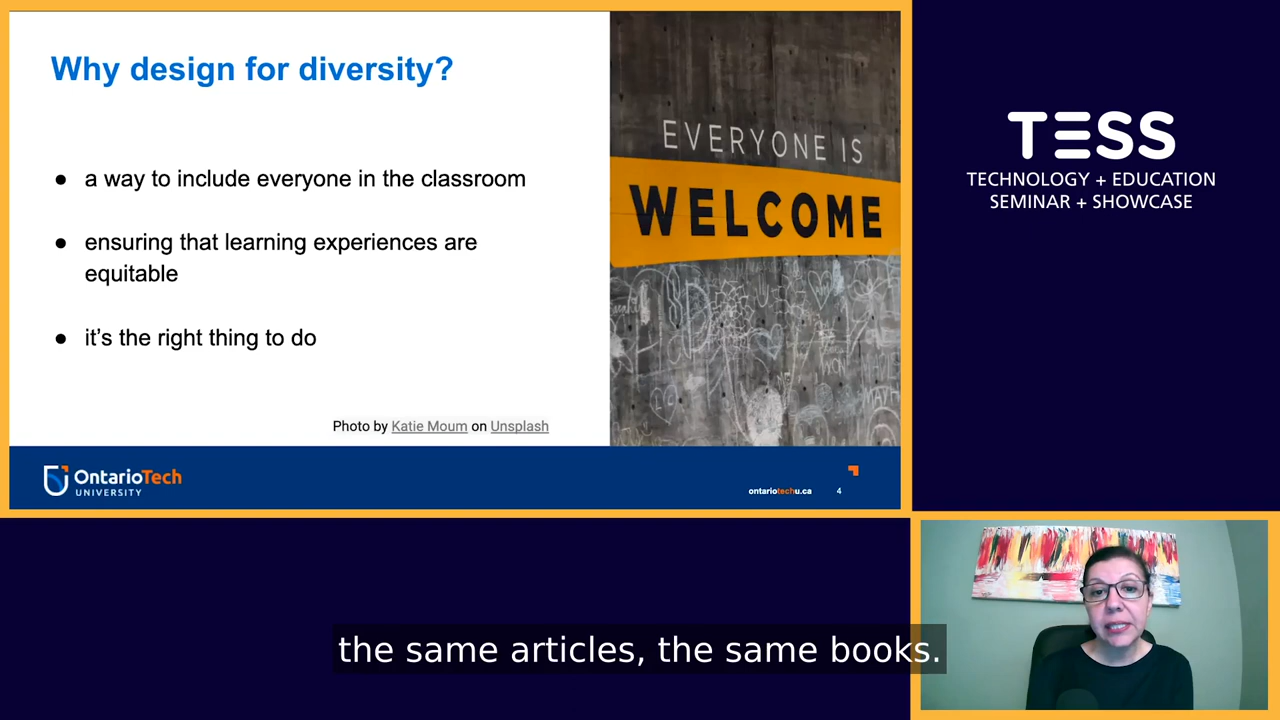 Why design for diversity?
● a way to include everyone in the classroom
● ensuring that learning experiences are
equitable
● it's the right thing to do
Photo by Katie Moum on Unsplash
EVERYONE IS
WELCOME
OntarioTech
UNIVERSITY
ontariotechu.ca 4
TESS
TECHNOLOGY + EDUCATION
SEMINAR + SHOWCASE
the same articles, the same books.